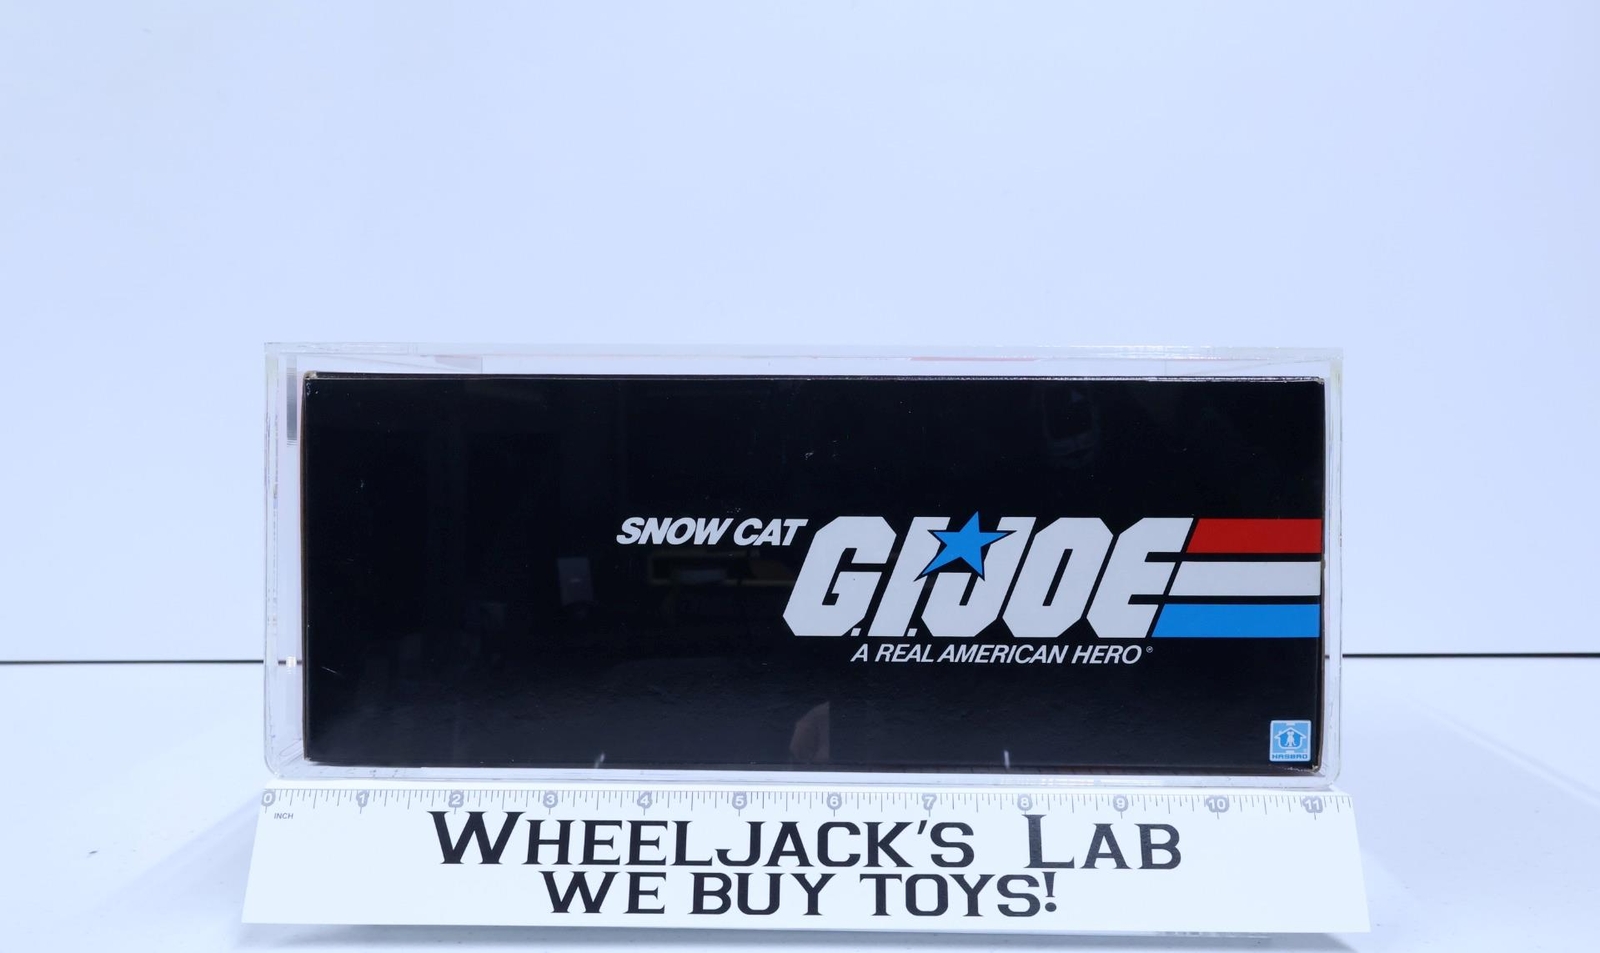 SNOW CAT
G.I.JOE
A REAL AMERICAN HERO®
HASBRO
0 1 2 3 4 5 6 7 8 9 10 11
INCH
WHEELJACK'S LAB
WE BUY TOYS!